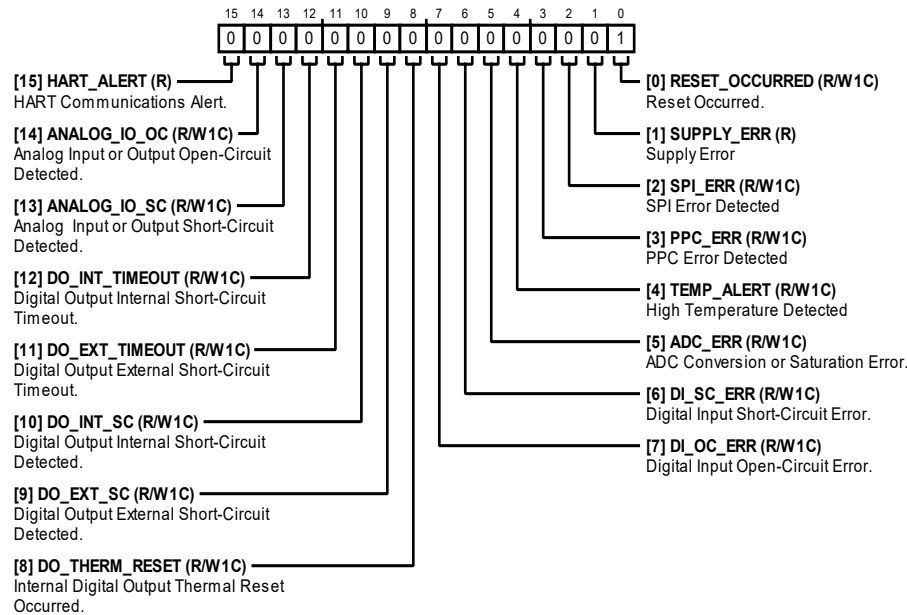 15 14 13 12 11 10 9 8 7 6 5 4 3 2 1 0
0 0 0 0 0 0 0 0 0 0 0 0 0 0 0 1
[15] HART_ALERT (R)
HART Communications Alert.
[14] ANALOG_IO_OC (R/W1C)
Analog Input or Output Open-Circuit
Detected.
[13] ANALOG_IO_SC (R/W1C)
Analog Input or Output Short-Circuit
Detected.
[12] DO_INT_TIMEOUT (R/W1C)
Digital Output Internal Short-Circuit
Timeout.
[11] DO_EXT_TIMEOUT (R/W1C)
Digital Output External Short-Circuit
Timeout.
[10] DO_INT_SC (R/W1C)
Digital Output Internal Short-Circuit
Detected.
[9] DO_EXT_SC (R/W1C)
Digital Output External Short-Circuit
Detected.
[8] DO_THERM_RESET (R/W1C)
Internal Digital Output Thermal Reset
Occurred.
[0] RESET_OCCURRED (R/W1C)
Reset Occurred.
[1] SUPPLY_ERR (R)
Supply Error
[2] SPI_ERR (R/W1C)
SPI Error Detected
[3] PPC_ERR (R/W1C)
PPC Error Detected
[4] TEMP_ALERT (R/W1C)
High Temperature Detected
[5] ADC_ERR (R/W1C)
ADC Conversion or Saturation Error.
[6] DI_SC_ERR (R/W1C)
Digital Input Short-Circuit Error.
[7] DI_OC_ERR (R/W1C)
Digital Input Open-Circuit Error.